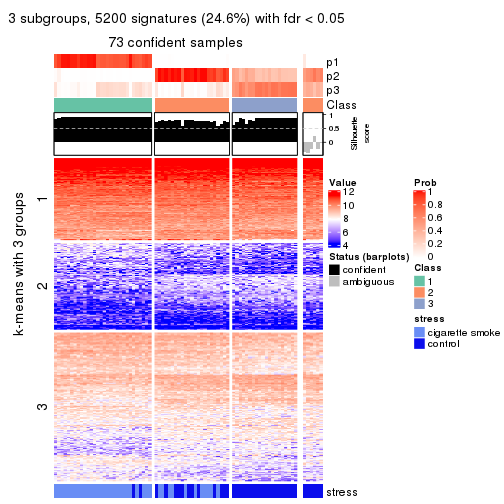 3 subgroups, 5200 signatures (24.6%) with fdr < 0.05
73 confident samples
p1
p2
p3
Class
1
0.5
0
Silhouette score
k-means with 3 groups
1
2
3
stress
Value
12
10
8
6
4
Status (barplots)
confident
ambiguous
Prob
1
0.8
0.6
0.4
0.2
0
Class
1
2
3
stress
cigarette smoke
control